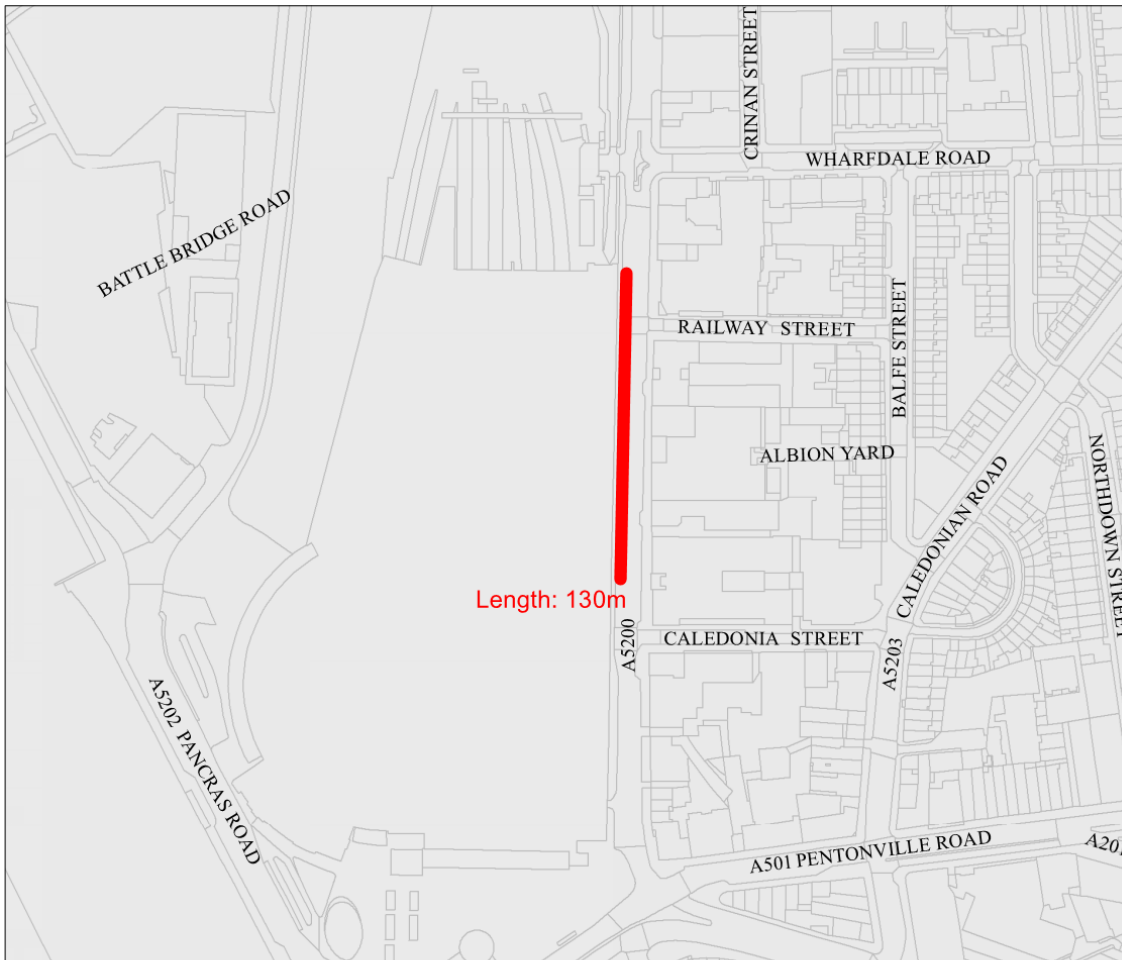 CRINAN STREET
WHARFDALE ROAD
BATTLE BRIDGE ROAD
RAILWAY STREET
BALFE STREET
ALBION YARD
CALEDONIAN ROAD
NORTHDOWN STREET
Length: 130m
A5200
CALEDONIA STREET
A5203
A5202 PANCRAS ROAD
A501 PENTONVILLE ROAD
A201